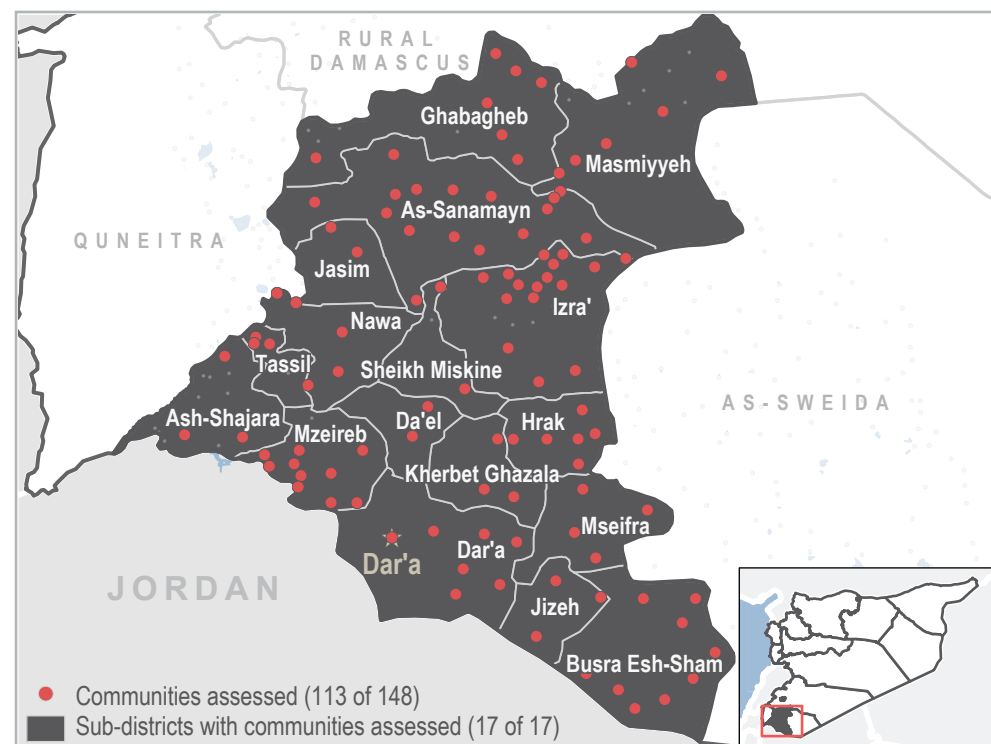 RURAL
DAMASCUS
Ghabagheb
Masmiyyeh
As-Sanamayn
QUNEITRA
Jasim
Izra'
Nawa
Tassil
Sheikh Miskine
AS-SWEIDA
Ash-Shajara
Da'el
Hrak
Mzeireb
Kherbet Ghazala
Mseifra
Dar'a
Dar'a
JORDAN
Jizeh
Busra Esh-Sham
Communities assessed (113 of 148)
Sub-districts with communities assessed (17 of 17)